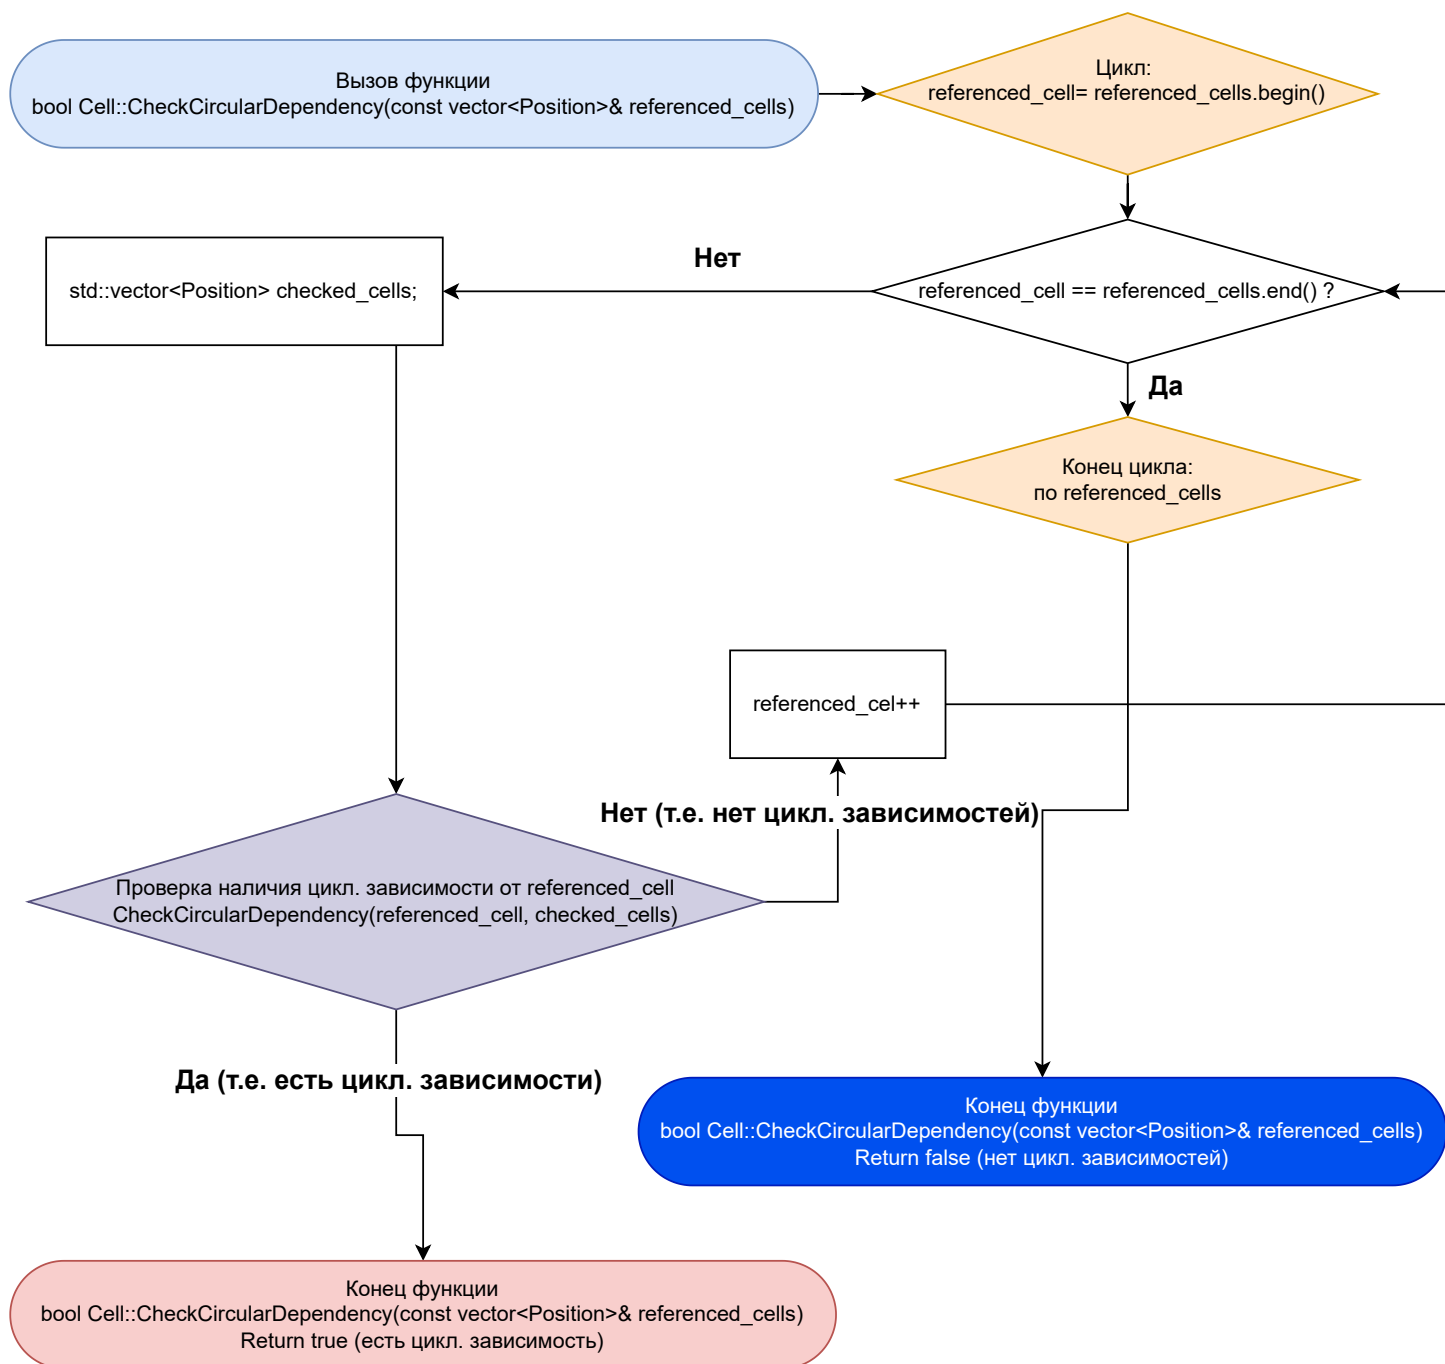 Вызов функции
bool Cell::CheckCircularDependency(const vector<Position>& referenced_cells)
Цикл:
referenced_cell= referenced_cells.begin()
Нет
std::vector<Position> checked_cells;
referenced_cell == referenced_cells.end() ?
Да
Конец цикла:
по referenced_cells
referenced_cel++
Нет (т.е. нет цикл. зависимостей)
Проверка наличия цикл. зависимости от referenced_cell
CheckCircularDependency(referenced_cell, checked_cells)
Да (т.е. есть цикл. зависимости)
Конец функции
bool Cell::CheckCircularDependency(const vector<Position>& referenced_cells)
Return false (нет цикл. зависимостей)
Конец функции
bool Cell::CheckCircularDependency(const vector<Position>& referenced_cells)
Return true (есть цикл. зависимость)